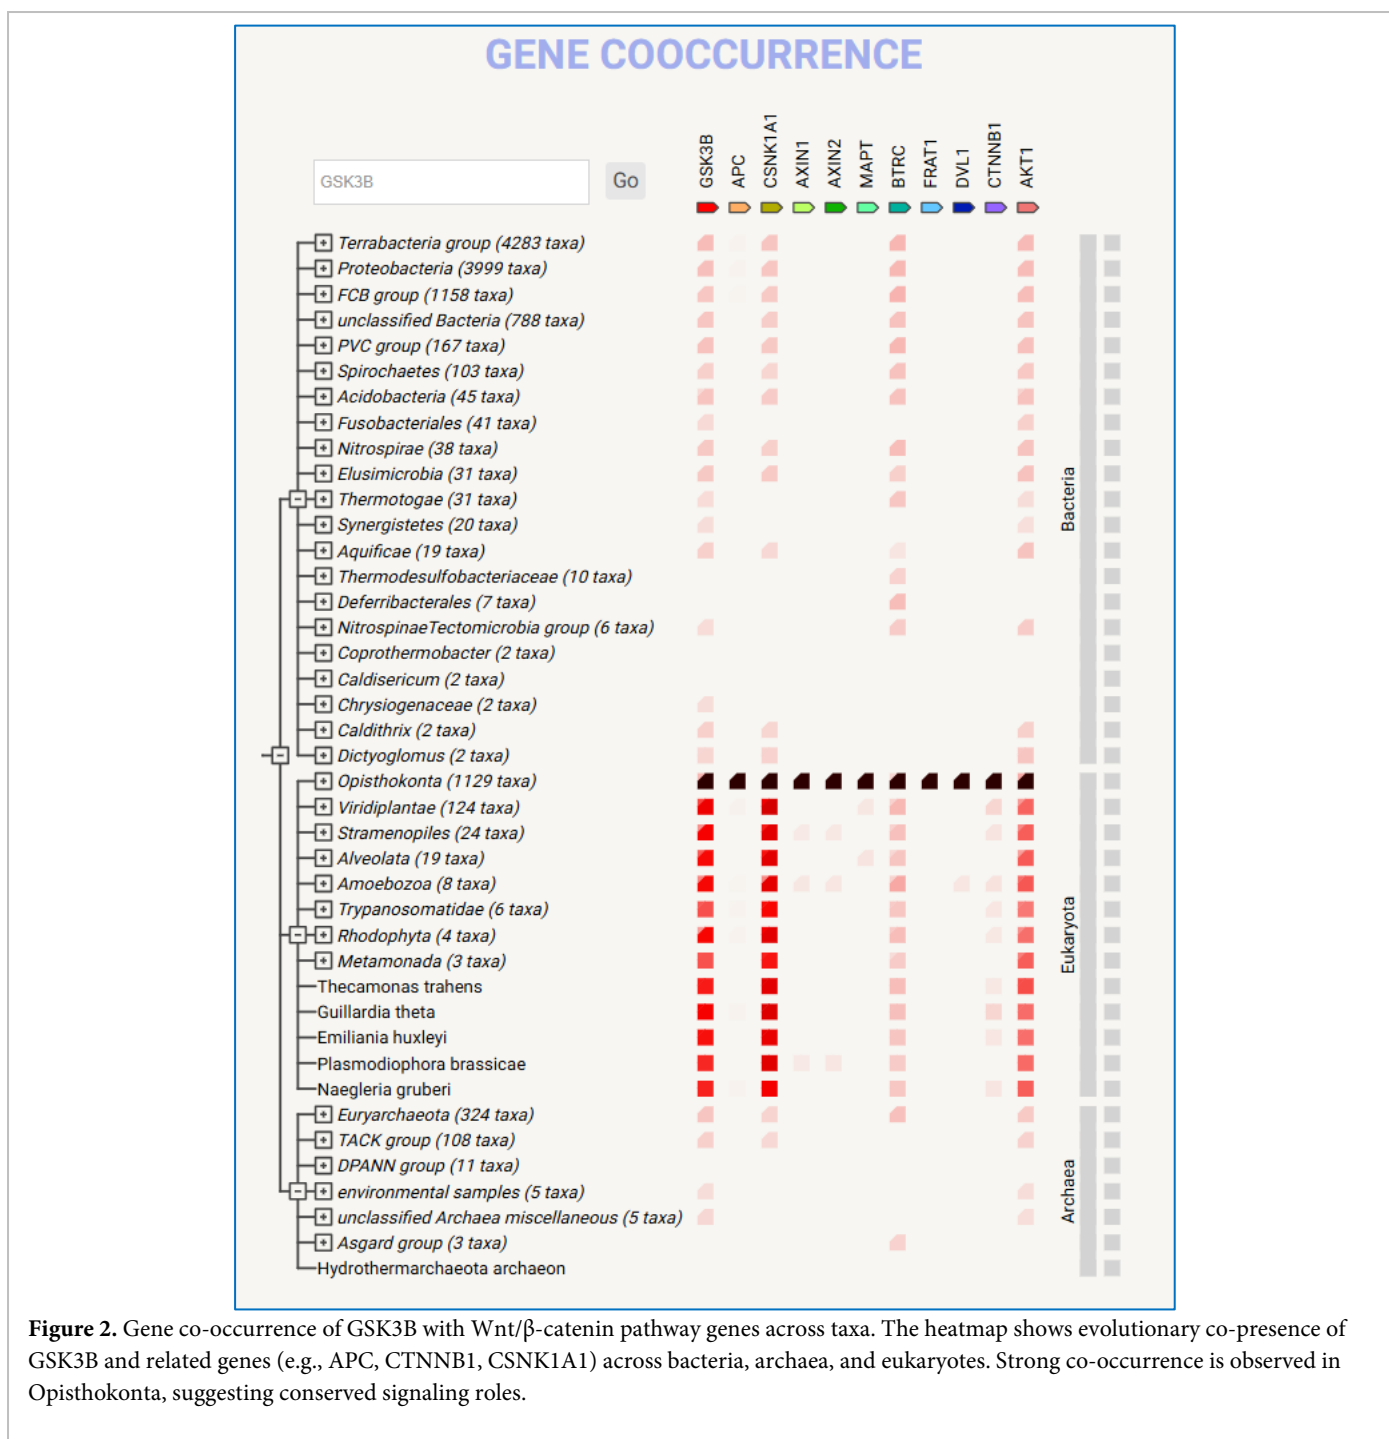 GENE COOCCURRENCE
GSK3B
Go
GSK3B
APC
CSNK1A1
AXIN1
AXIN2
MAPT
BTRC
FRAT1
DVL1
CTNNB1
AKT1
Terrabacteria group (4283 taxa)
Proteobacteria (3999 taxa)
FCB group (1158 taxa)
unclassified Bacteria (788 taxa)
PVC group (167 taxa)
Spirochaetes (103 taxa)
Acidobacteria (45 taxa)
Fusobacteriales (41 taxa)
Nitrospirae (38 taxa)
Elusimicrobia (31 taxa)
Thermotogae (31 taxa)
Synergistetes (20 taxa)
Aquificae (19 taxa)
Thermodesulfobacteriaceae (10 taxa)
Deferribacterales (7 taxa)
NitrospinaeTectomicrobia group (6 taxa)
Coprothermobacter (2 taxa)
Caldisericum (2 taxa)
Chrysiogenaceae (2 taxa)
Caldithrix (2 taxa)
Dictyoglomus (2 taxa)
Bacteria
Opisthokonta (1129 taxa)
Viridiplantae (124 taxa)
Stramenopiles (24 taxa)
Alveolata (19 taxa)
Amoebozoa (8 taxa)
Trypanosomatidae (6 taxa)
Rhodophyta (4 taxa)
Metamonada (3 taxa)
Thecamonas trahens
Guillardia theta
Emiliania huxleyi
Plasmodiophora brassicae
Naegleria gruberi
Eukaryota
Euryarchaeota (324 taxa)
TACK group (108 taxa)
DPANN group (11 taxa)
environmental samples (5 taxa)
unclassified Archaea miscellaneous (5 taxa)
Asgard group (3 taxa)
Hydrothermarchaeota archaeon
Archaea
Figure 2. Gene co-occurrence of GSK3B with Wnt/β-catenin pathway genes across taxa. The heatmap shows evolutionary co-presence of
GSK3B and related genes (e.g., APC, CTNNB1, CSNK1A1) across bacteria, archaea, and eukaryotes. Strong co-occurrence is observed in
Opisthokonta, suggesting conserved signaling roles.